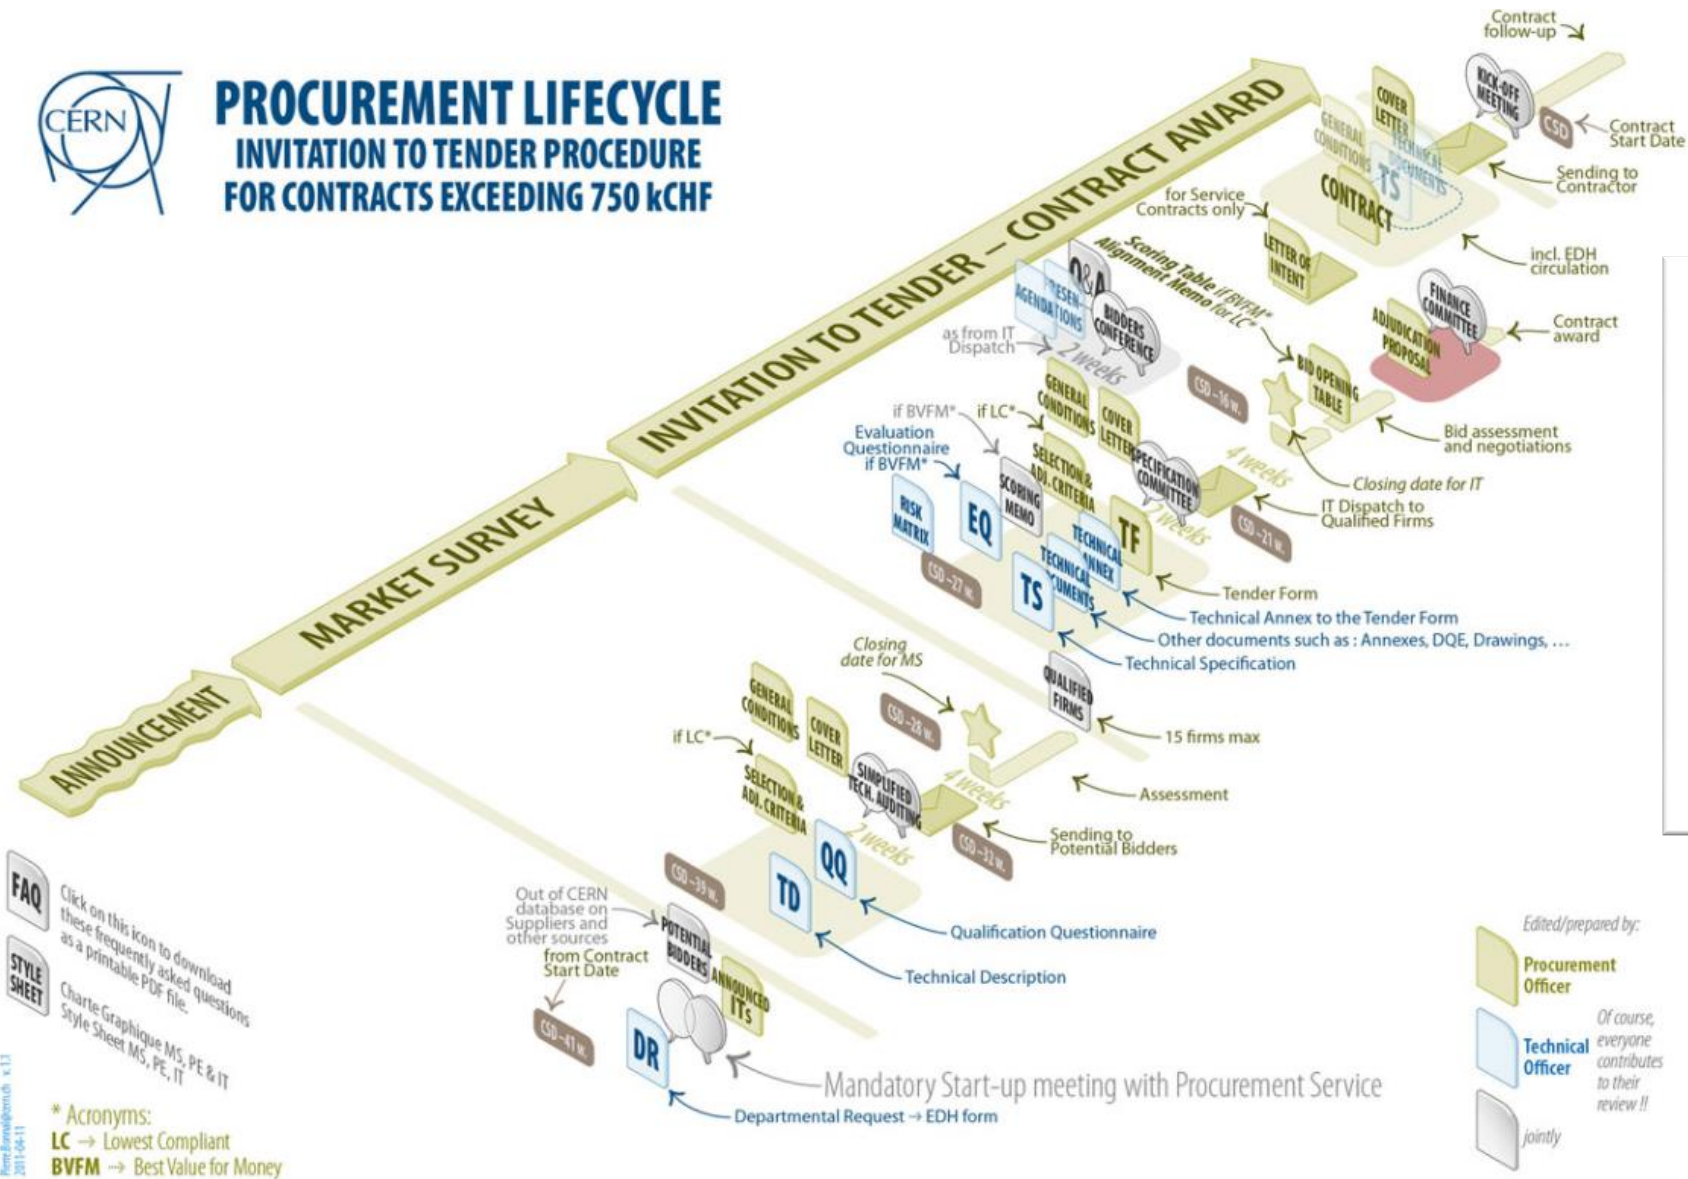 CERN
PROCUREMENT LIFECYCLE
INVITATION TO TENDER PROCEDURE
FOR CONTRACTS EXCEEDING 750 kCHF
ANNOUNCEMENT
MARKET SURVEY
INVITATION TO TENDER – CONTRACT AWARD
Contract
follow-up
KICK-OFF
MEETING
CSD
Contract
Start Date
COVER
LETTER
GENERAL
CONDITIONS
TECHNICAL
DOCUMENTS
TS
CONTRACT
Sending to
Contractor
for Service
Contracts only
LETTER OF
INTENT
incl. EDH
circulation
Scoring Table if BVFM*
Alignment Memo for LC*
Q&A
PRESEN-
TATIONS
AGENDA
BIDDERS
CONFERENCE
as from IT
Dispatch
2 weeks
FINANCE
COMMITTEE
ADJUDICATION
PROPOSAL
Contract
award
CSD –16 w.
BID OPENING
TABLE
Bid assessment
and negotiations
4 weeks
Closing date for IT
GENERAL
CONDITIONS
COVER
LETTER
if BVFM*
if LC*
Evaluation
Questionnaire
if BVFM*
SELECTION &
ADJ. CRITERIA
SPECIFICATION
COMMITTEE
IT Dispatch to
Qualified Firms
CSD –21 w.
2 weeks
RISK
MATRIX
EQ
SCORING
MEMO
TF
TECHNICAL
ANNEX
TECHNICAL
DOCUMENTS
TS
CSD –27 w.
Tender Form
Technical Annex to the Tender Form
Other documents such as : Annexes, DQE, Drawings, ...
Technical Specification
Closing
date for MS
QUALIFIED
FIRMS
15 firms max
CSD –28 w.
GENERAL
CONDITIONS
COVER
LETTER
if LC*
SELECTION &
ADJ. CRITERIA
SIMPLIFIED
TECH. AUDITING
4 weeks
Assessment
Sending to
Potential Bidders
CSD –32 w.
2 weeks
QQ
TD
CSD –39 w.
Qualification Questionnaire
Technical Description
Out of CERN
database on
Suppliers and
other sources
POTENTIAL
BIDDERS
from Contract
Start Date
ANNOUNCED
ITs
CSD –41 w.
DR
Mandatory Start-up meeting with Procurement Service
Departmental Request → EDH form
FAQ
Click on this icon to download
these frequently asked questions
as a printable PDF file.
STYLE
SHEET
Charte Graphique MS, PE & IT
Style Sheet MS, PE, IT
* Acronyms:
LC → Lowest Compliant
BVFM → Best Value for Money
Edited/prepared by:
Procurement
Officer
Technical
Officer
Of course,
everyone
contributes
to their
review !!
jointly
v. 1.1
2011-04-11